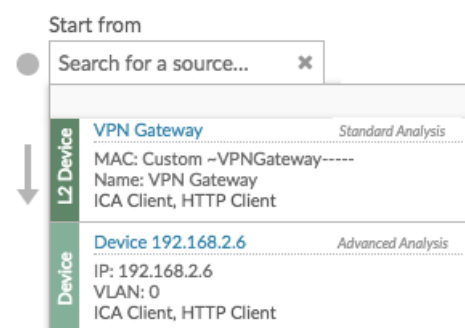 Start from
Search for a source... ×
VPN Gateway Standard Analysis
L2 Device
MAC: Custom ~VPNGateway-----
Name: VPN Gateway
ICA Client, HTTP Client
Device 192.168.2.6 Advanced Analysis
Device
IP: 192.168.2.6
VLAN: 0
ICA Client, HTTP Client